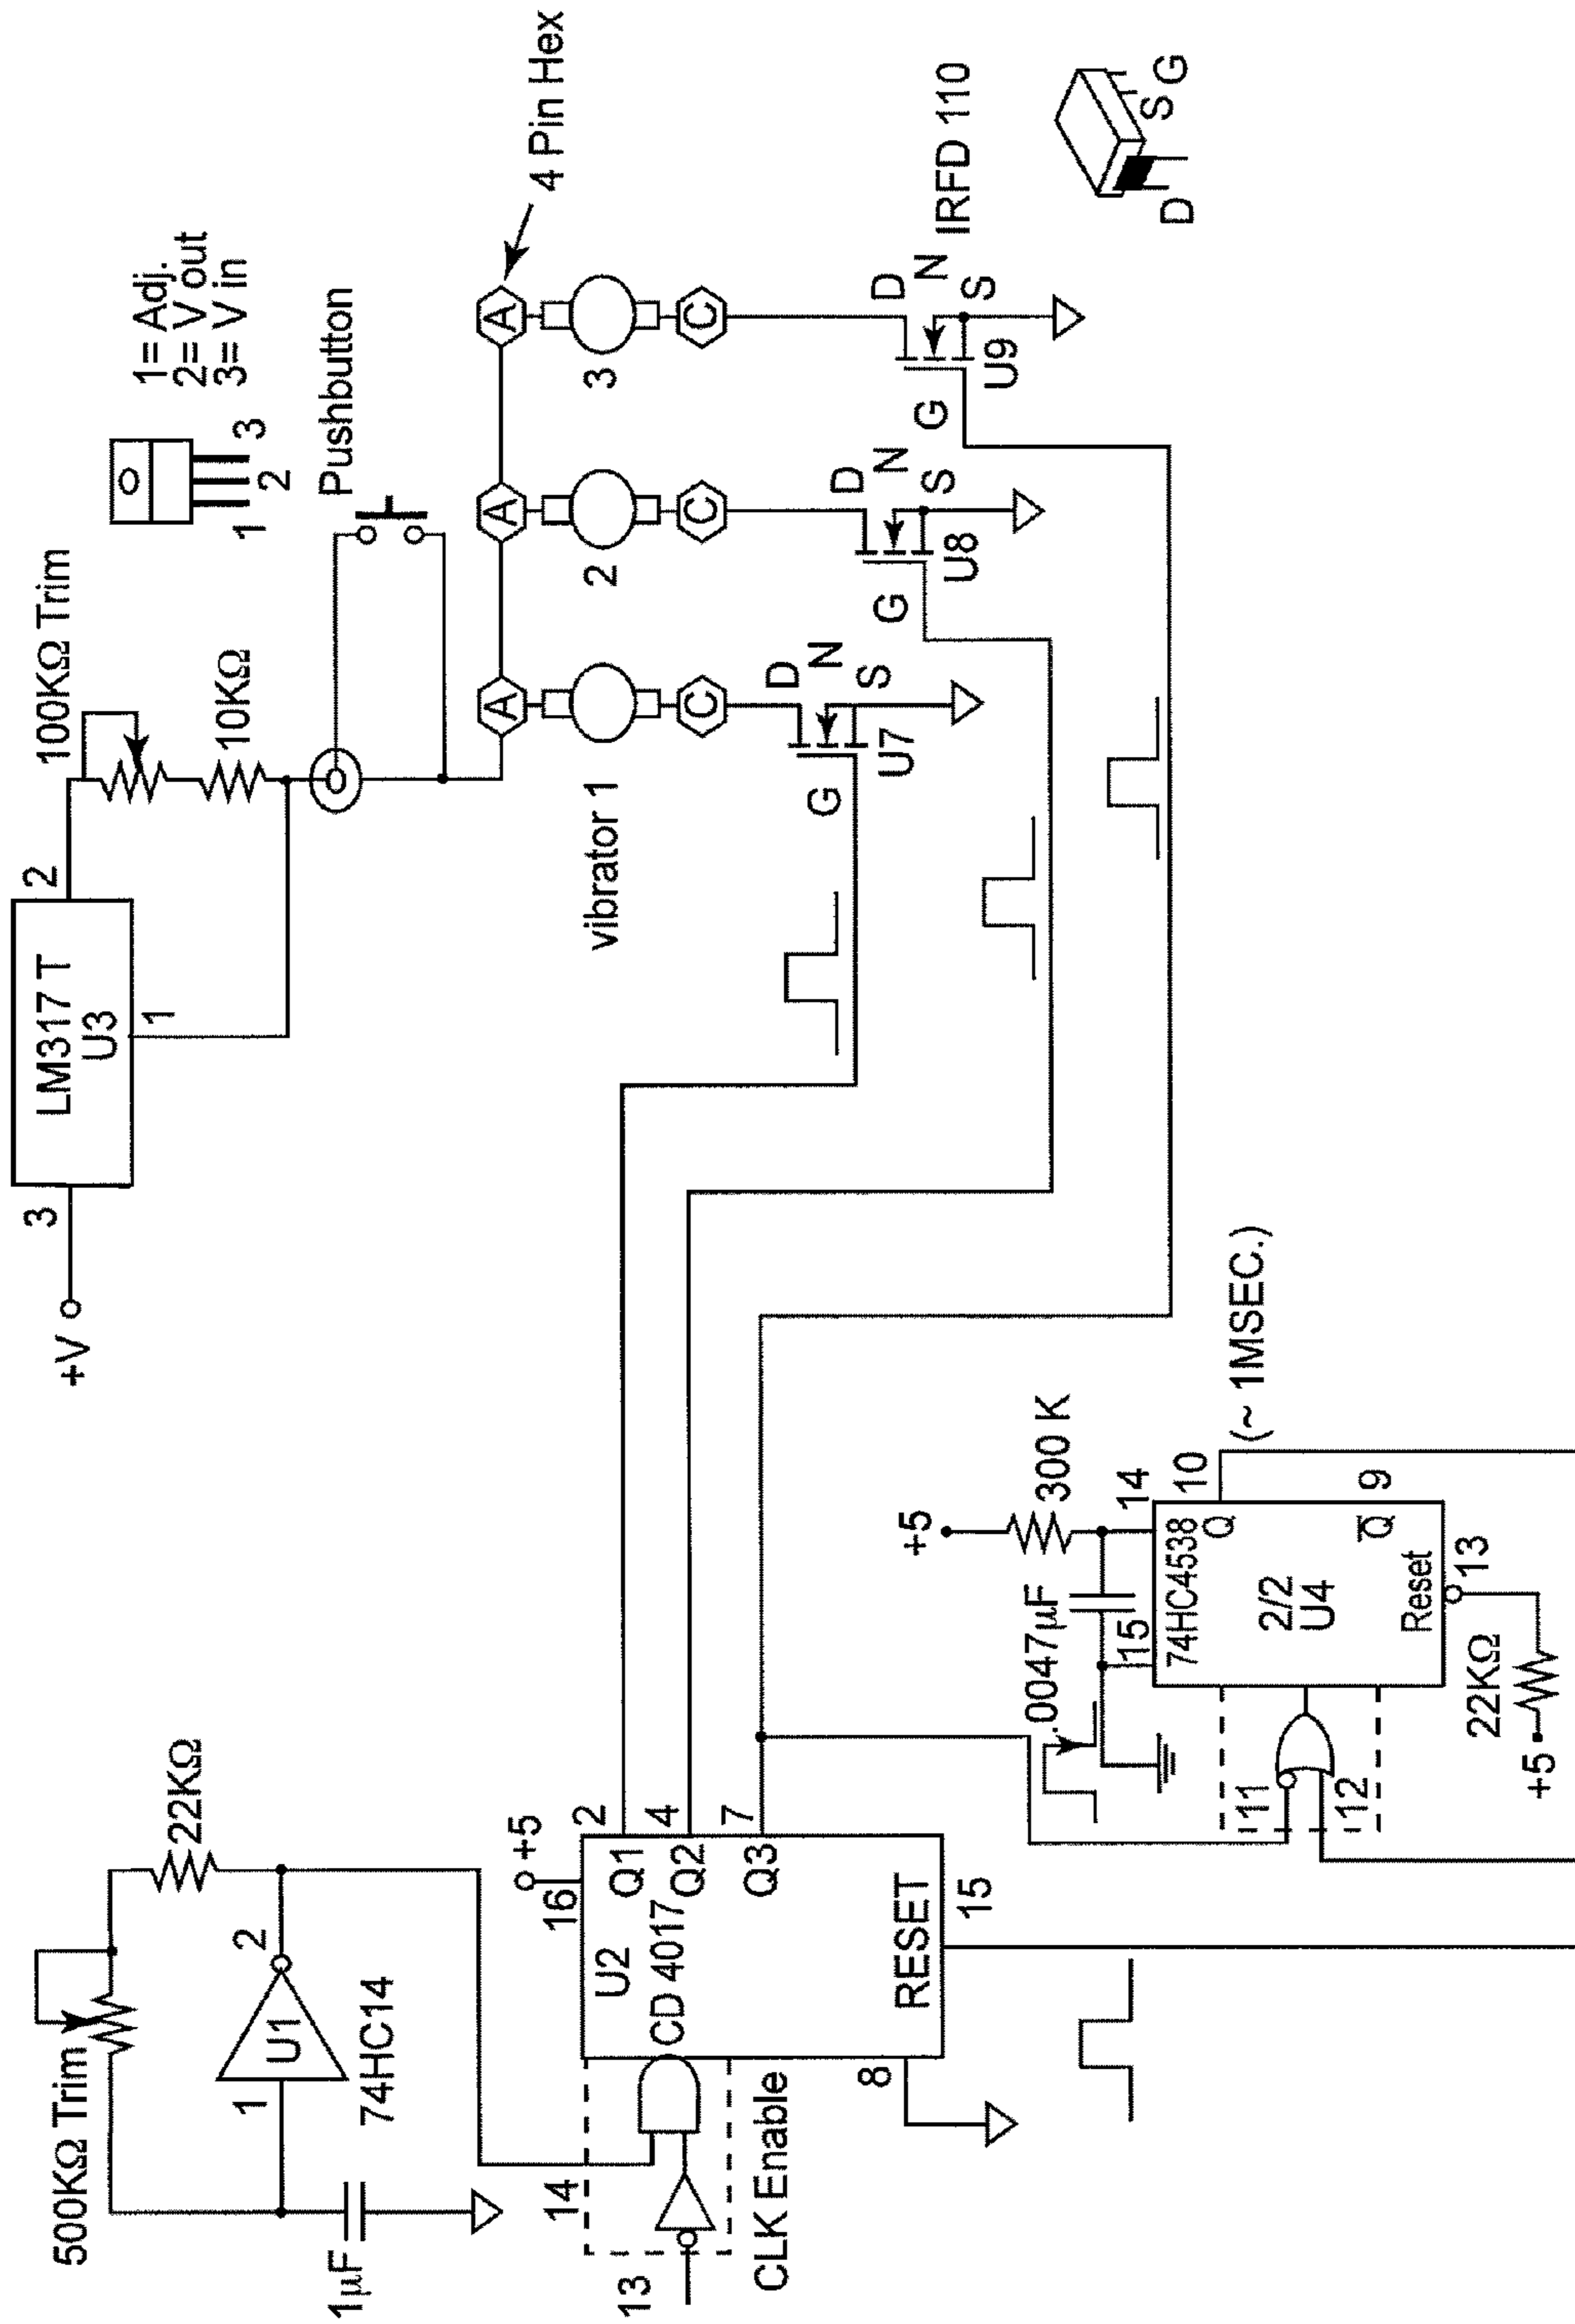 +V
3
LM317 T
U3
1
2
100KΩ Trim
10KΩ
1= Adj.
2= V out
3= V in
1
2
3
Pushbutton
4 Pin Hex
A
A
A
vibrator 1
2
3
C
C
C
D
N
S
G
U7
D
N
S
G
U8
D
N
S
G
U9
IRFD 110
D
S
G
500KΩ Trim
22KΩ
1
U1
2
74HC14
1µF
+5
16
U2
CD 4017
Q1
2
Q2
4
Q3
7
14
13
CLK Enable
8
RESET
15
+5
300 K
.0047µF
15
14
74HC4538
Q
10
(~ 1MSEC.)
2/2
U4
Q̅
9
Reset
13
11
12
22KΩ
+5